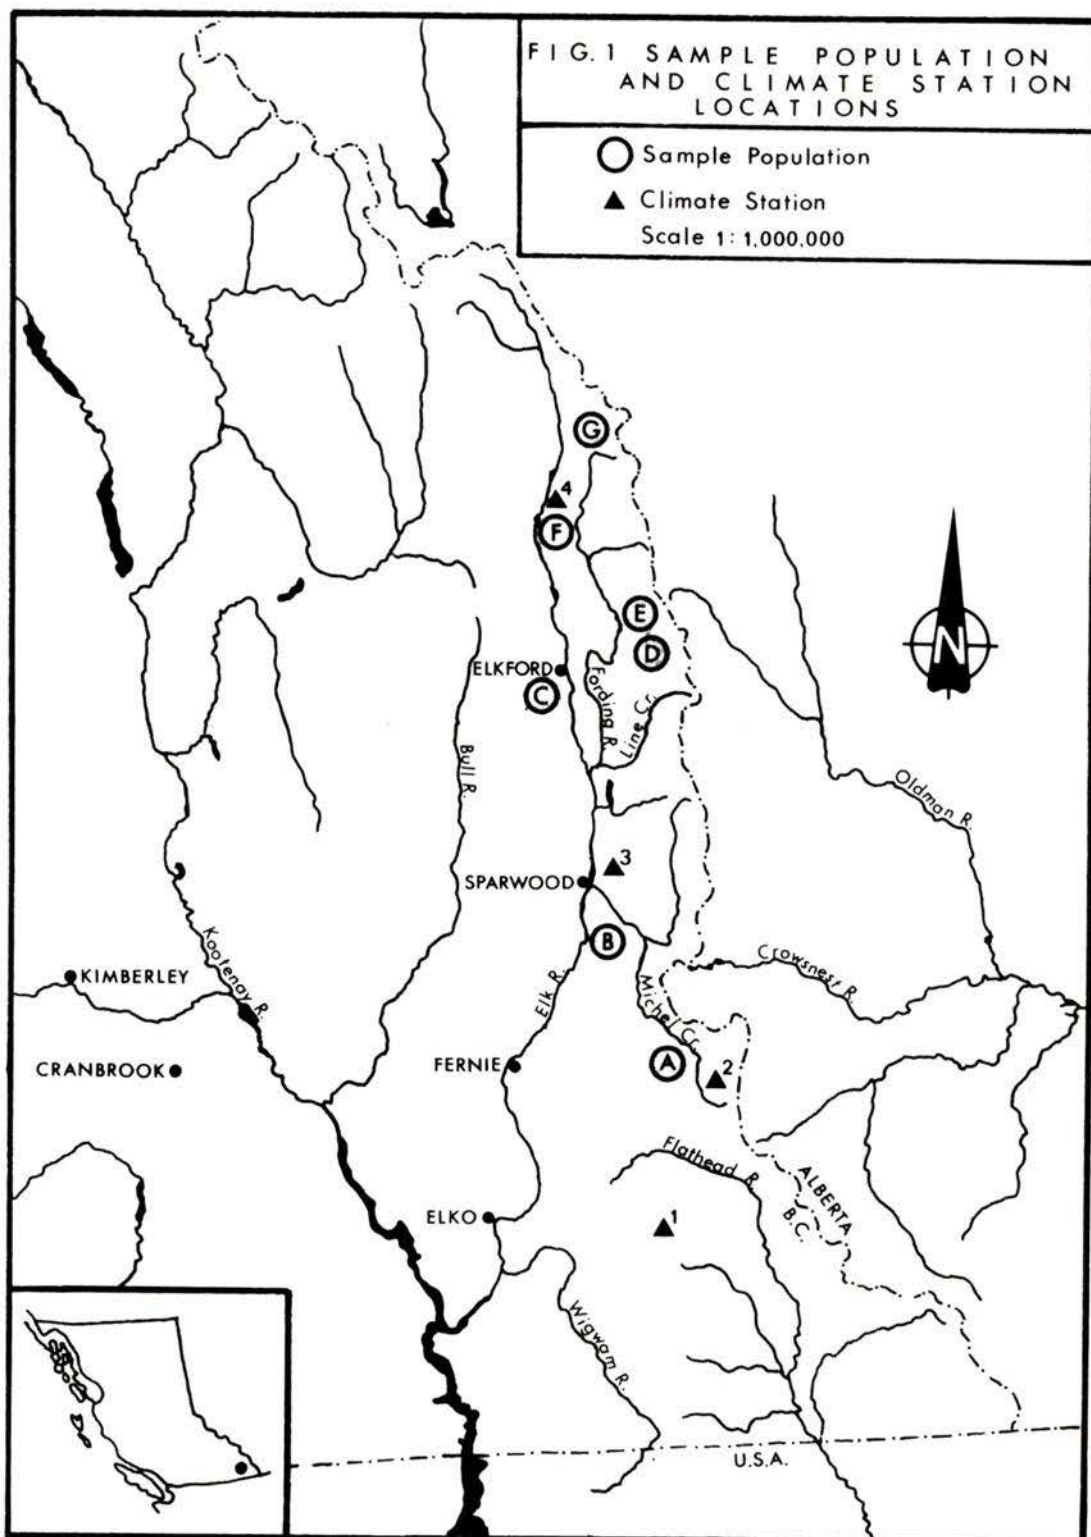 FIG.1 SAMPLE POPULATION
AND CLIMATE STATION
LOCATIONS
Sample Population
Climate Station
Scale 1:1,000,000
G
4
F
E
D
ELKFORD
C
Fording R.
Line Cr.
N
Bull R.
Oldman R.
3
SPARWOOD
B
Kootenay R.
KIMBERLEY
Elk R.
Michel Cr.
Crowsnest R.
CRANBROOK
FERNIE
A
2
Flathead R.
ALBERTA
B.C.
ELKO
1
Wigwam R.
U.S.A.